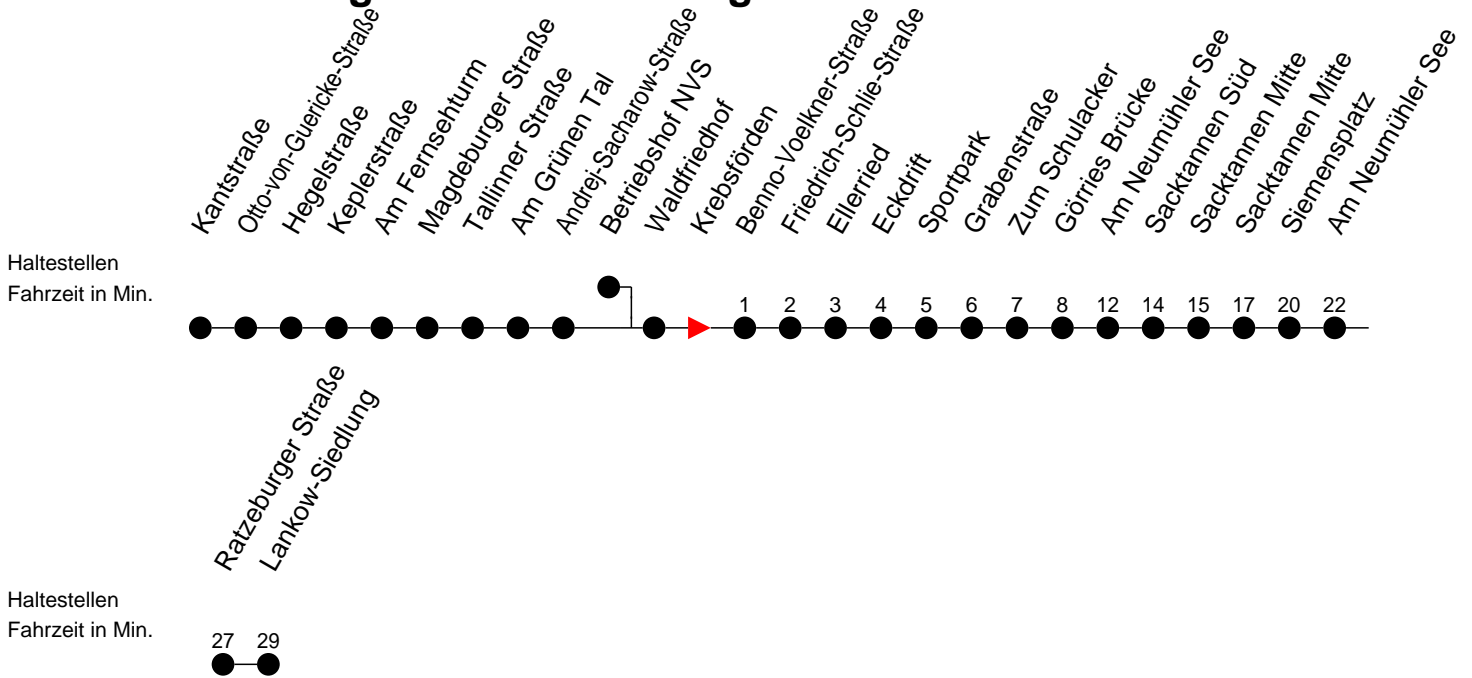 Kantstraße
Otto-von-Guericke-Straße
Hegelstraße
Keplerstraße
Am Fernsehturm
Magdeburger Straße
Tallinner Straße
Am Grünen Tal
Andrej-Sacharow-Straße
Betriebshof NVS
Waldfriedhof
Krebsförden
Benno-Voelkner-Straße
Friedrich-Schlie-Straße
Ellerried
Eckdrift
Sportpark
Grabenstraße
Zum Schulacker
Görries Brücke
Am Neumühler See
Sacktannen Süd
Sacktannen Mitte
Sacktannen Mitte
Siemensplatz
Am Neumühler See
Haltestellen
Fahrzeit in Min.
1 2 3 4 5 6 7 8 12 14 15 17 20 22
Ratzeburger Straße
Lankow-Siedlung
Haltestellen
Fahrzeit in Min.
27 29